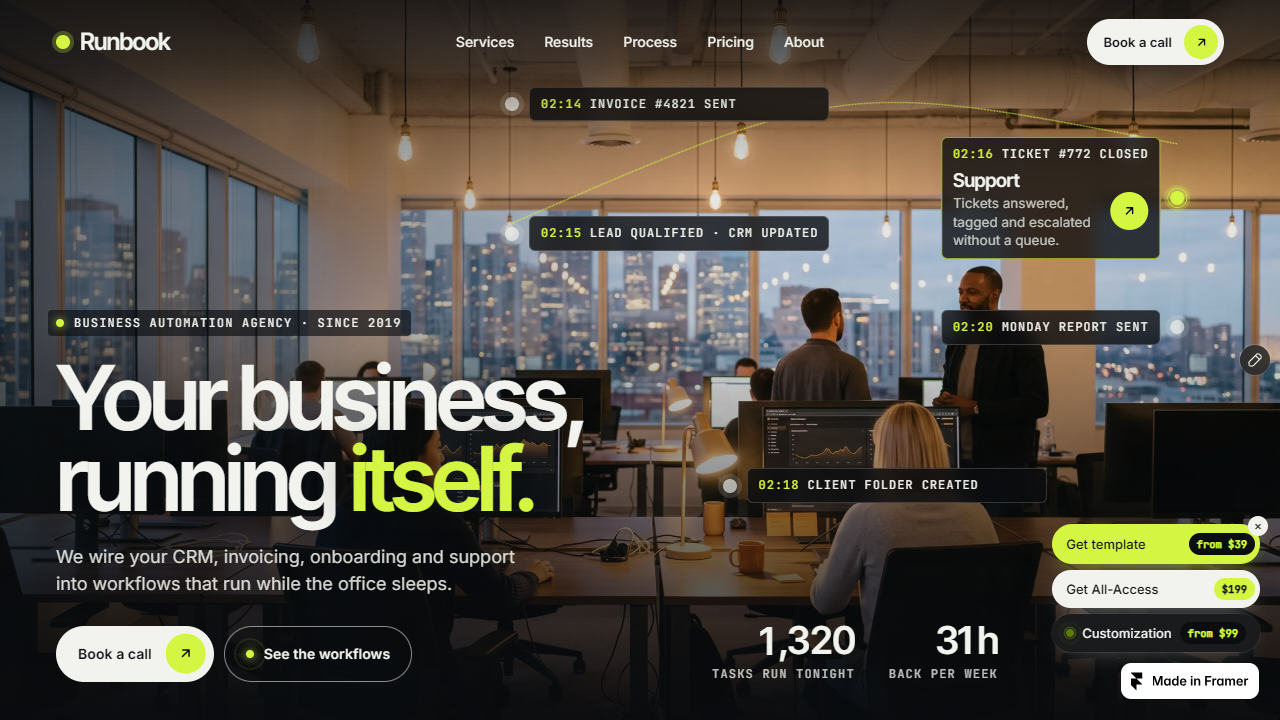 Runbook
Services
Results
Process
Pricing
About
Book a call
02:14 INVOICE #4821 SENT
02:16 TICKET #772 CLOSED
Support
Tickets answered,
tagged and escalated
without a queue.
02:15 LEAD QUALIFIED · CRM UPDATED
BUSINESS AUTOMATION AGENCY · SINCE 2019
02:20 MONDAY REPORT SENT
Your business,
running itself.
02:18 CLIENT FOLDER CREATED
We wire your CRM, invoicing, onboarding and support
into workflows that run while the office sleeps.
Book a call
See the workflows
1,320
TASKS RUN TONIGHT
31h
BACK PER WEEK
Get template
from $39
Get All-Access
$199
Customization
from $99
Made in Framer